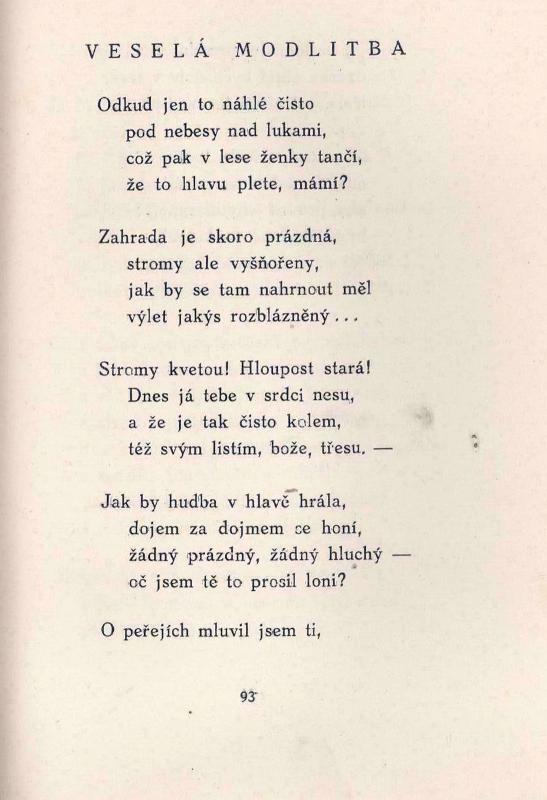 VESELÁ MODLITBA
Odkud jen to náhlé čisto
pod nebesy nad lukami,
což pak v lese ženky tančí,
že to hlavu plete, mámí?
Zahrada je skoro prázdná,
stromy ale vyšňořeny,
jak by se tam nahrnout měl
výlet jakýs rozblázněný...
Stromy kvetou! Hloupost stará!
Dnes já tebe v srdci nesu,
a že je tak čisto kolem,
též svým listím, bože, třesu. —
Jak by hudba v hlavě hrála,
dojem za dojmem se honí,
žádný prázdný, žádný hluchý —
oč jsem tě to prosil loni?
O peřejích mluvil jsem ti,
93